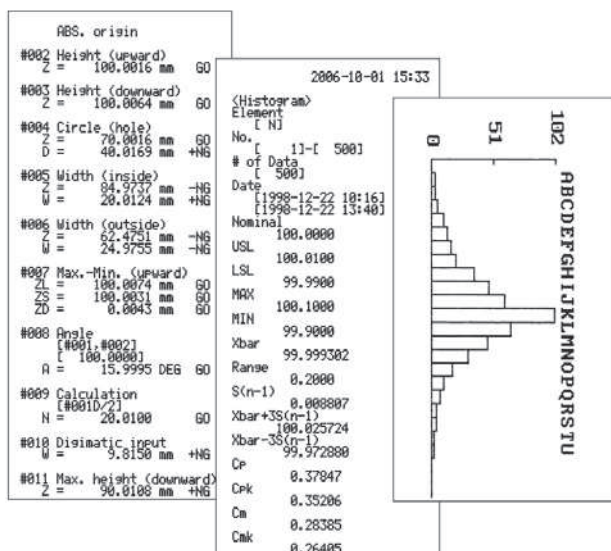 ABS. origin
#002 Height (upward)
Z = 100.0016 mm GO
#003 Height (downward)
Z = 100.0064 mm GO
#004 Circle (hole)
Z = 70.0016 mm GO
D = 40.0169 mm +NG
#005 Width (inside)
Z = 84.9737 mm -NG
W = 20.0124 mm +NG
#006 Width (outside)
Z = 62.4751 mm -NG
W = 24.9755 mm -NG
#007 Max.-Min. (upward)
ZL = 100.0074 mm GO
ZS = 100.0031 mm GO
ZD = 0.0043 mm GO
#008 Angle
[#001,#002]
[ 100.0000]
A = 15.9995 DEG GO
#009 Calculation
[#001D/2]
N = 20.0100 GO
#010 Digimatic input
W = 9.8150 mm +NG
#011 Max. height (downward)
Z = 90.0108 mm +NG
2006-10-01 15:33
(Histogram)
Element
[ N]
No.
[ 1]-[ 500]
# of Data
[ 500]
Date
[1998-12-22 10:16]
[1998-12-22 13:40]
Nominal
100.0000
USL
100.0100
LSL
99.9900
MAX
100.1000
MIN
99.9000
Xbar
99.999302
Range
0.2000
S(n-1)
0.008807
Xbar+3S(n-1)
100.025724
Xbar-3S(n-1)
99.972880
Cp
0.37847
Cpk
0.35206
Cm
0.28385
Cmk
0.26405
0 51 102
ABCDEFGHIJKLMNOPQRSTU